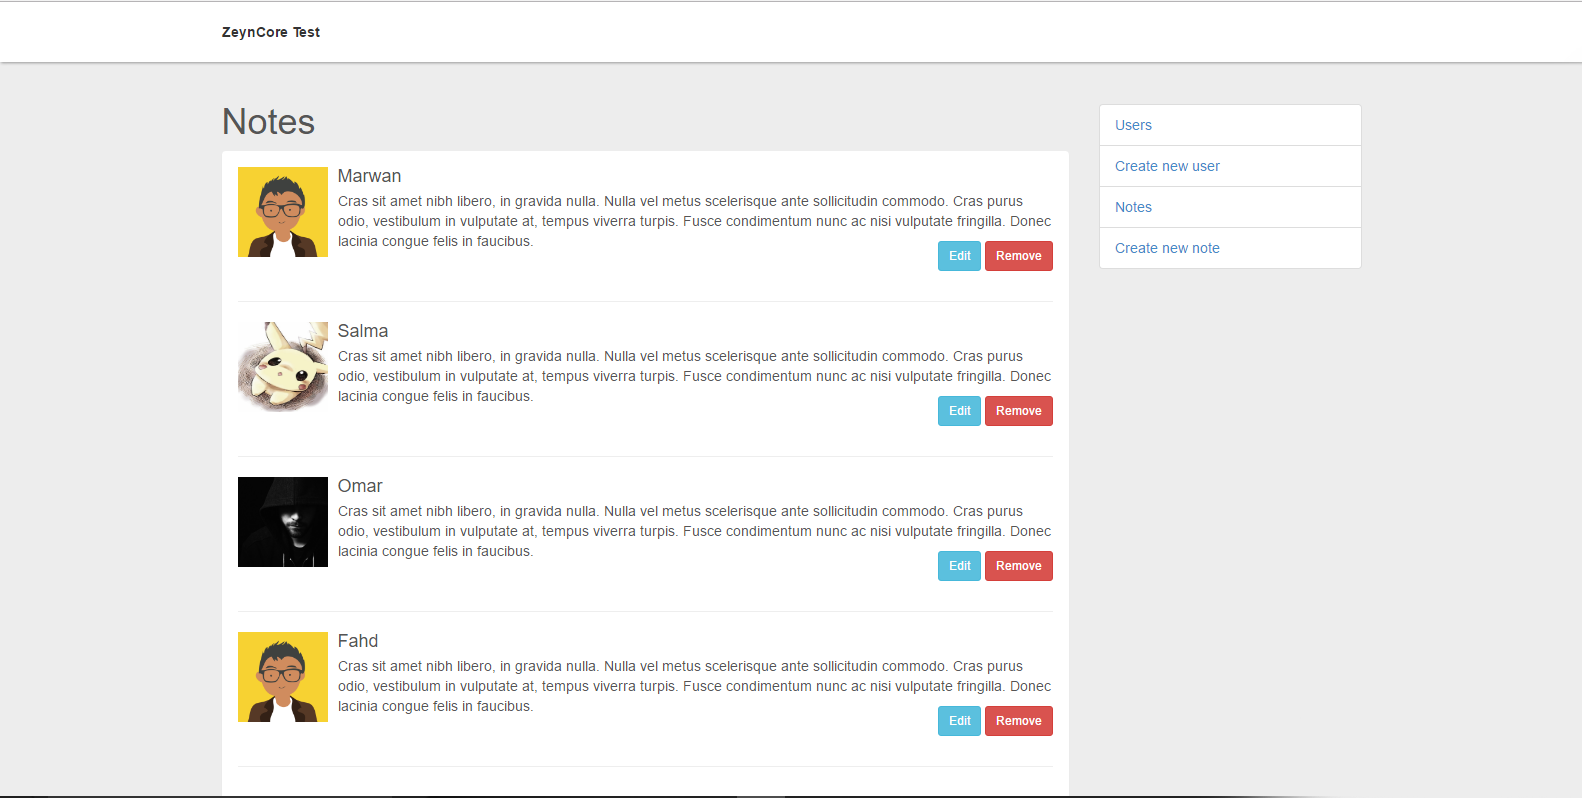 ZeynCore Test
Notes
Marwan
Cras sit amet nibh libero, in gravida nulla. Nulla vel metus scelerisque ante sollicitudin commodo. Cras purus
odio, vestibulum in vulputate at, tempus viverra turpis. Fusce condimentum nunc ac nisi vulputate fringilla. Donec
lacinia congue felis in faucibus.
Edit Remove
Salma
Cras sit amet nibh libero, in gravida nulla. Nulla vel metus scelerisque ante sollicitudin commodo. Cras purus
odio, vestibulum in vulputate at, tempus viverra turpis. Fusce condimentum nunc ac nisi vulputate fringilla. Donec
lacinia congue felis in faucibus.
Edit Remove
Omar
Cras sit amet nibh libero, in gravida nulla. Nulla vel metus scelerisque ante sollicitudin commodo. Cras purus
odio, vestibulum in vulputate at, tempus viverra turpis. Fusce condimentum nunc ac nisi vulputate fringilla. Donec
lacinia congue felis in faucibus.
Edit Remove
Fahd
Cras sit amet nibh libero, in gravida nulla. Nulla vel metus scelerisque ante sollicitudin commodo. Cras purus
odio, vestibulum in vulputate at, tempus viverra turpis. Fusce condimentum nunc ac nisi vulputate fringilla. Donec
lacinia congue felis in faucibus.
Edit Remove
Users
Create new user
Notes
Create new note